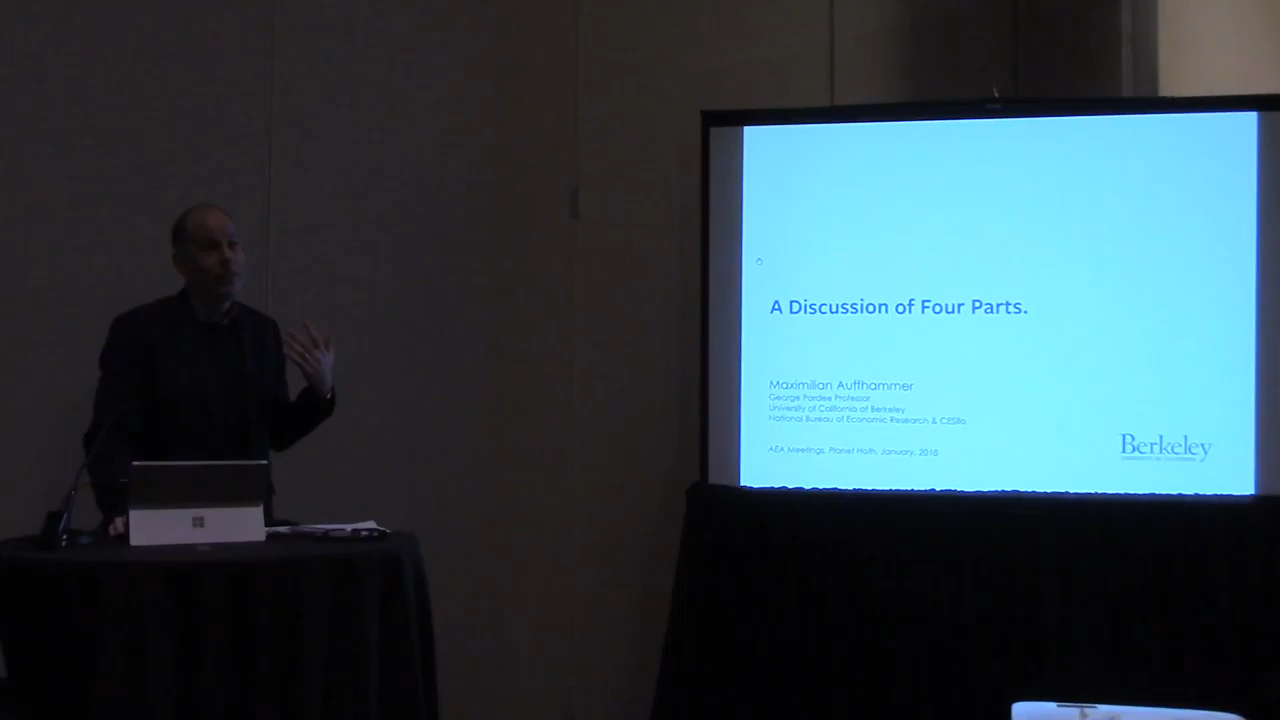 A Discussion of Four Parts.
Maximilian Auffhammer
George Pardee Professor
University of California at Berkeley
National Bureau of Economic Research & CESifo
AEA Meetings, Planet Hoth, January, 2018
Berkeley